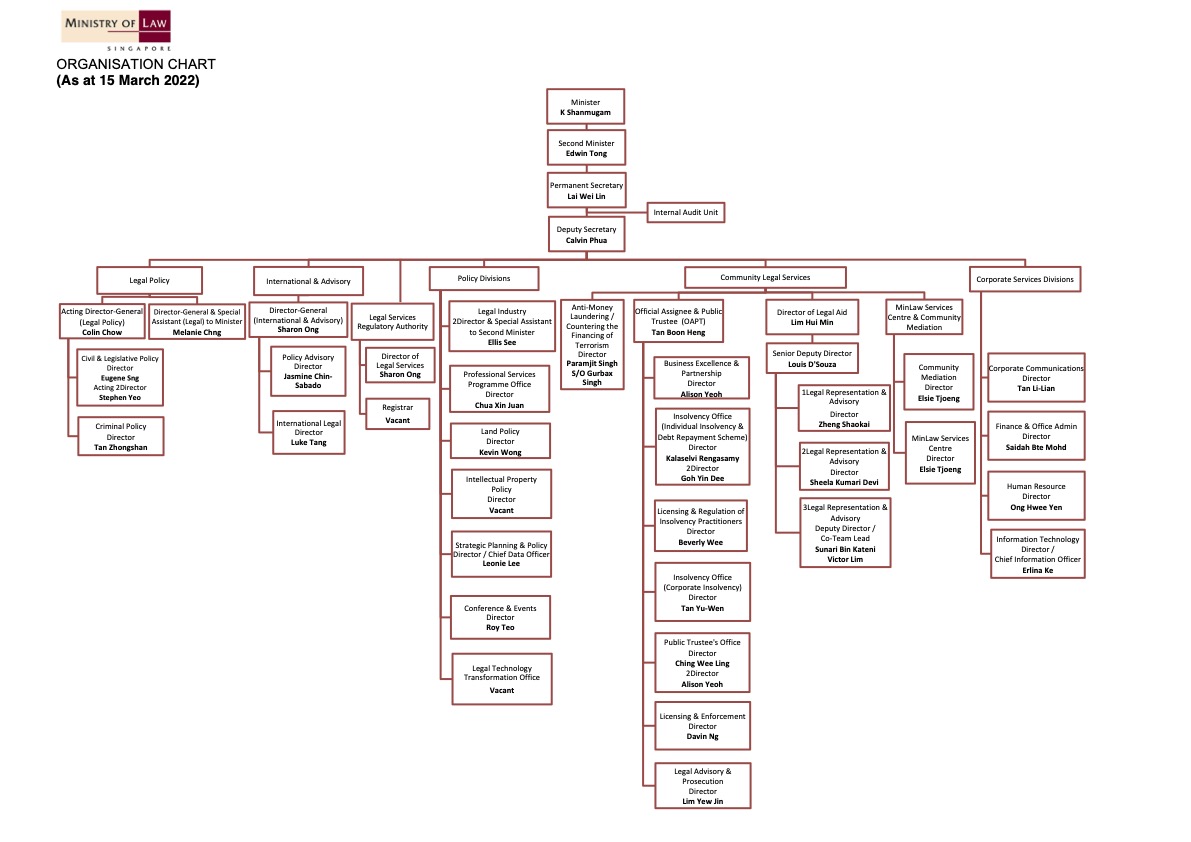 MINISTRY OF LAW
SINGAPORE
ORGANISATION CHART
(As at 15 March 2022)
Minister
K Shanmugam
Second Minister
Edwin Tong
Permanent Secretary
Lai Wei Lin
Internal Audit Unit
Deputy Secretary
Calvin Phua
Legal Policy
Acting Director-General
(Legal Policy)
Colin Chow
Director-General & Special
Assistant (Legal) to Minister
Melanie Chng
Civil & Legislative Policy
Director
Eugene Sng
Acting 2Director
Stephen Yeo
Criminal Policy
Director
Tan Zhongshan
International & Advisory
Director-General
(International & Advisory)
Sharon Ong
Policy Advisory
Director
Jasmine Chin-
Sabado
International Legal
Director
Luke Tang
Legal Services
Regulatory Authority
Director of
Legal Services
Sharon Ong
Registrar
Vacant
Policy Divisions
Legal Industry
2Director & Special Assistant
to Second Minister
Ellis See
Professional Services
Programme Office
Director
Chua Xin Juan
Land Policy
Director
Kevin Wong
Intellectual Property
Policy
Director
Vacant
Strategic Planning & Policy
Director / Chief Data Officer
Leonie Lee
Conference & Events
Director
Roy Teo
Legal Technology
Transformation Office
Vacant
Community Legal Services
Anti-Money
Laundering /
Countering the
Financing of
Terrorism
Director
Paramjit Singh
S/O Gurbax
Singh
Official Assignee & Public
Trustee (OAPT)
Tan Boon Heng
Business Excellence &
Partnership
Director
Alison Yeoh
Insolvency Office
(Individual Insolvency &
Debt Repayment Scheme)
Director
Kalaselvi Rengasamy
2Director
Goh Yin Dee
Licensing & Regulation of
Insolvency Practitioners
Director
Beverly Wee
Insolvency Office
(Corporate Insolvency)
Director
Tan Yu-Wen
Public Trustee's Office
Director
Ching Wee Ling
2Director
Alison Yeoh
Licensing & Enforcement
Director
Davin Ng
Legal Advisory &
Prosecution
Director
Lim Yew Jin
Director of Legal Aid
Lim Hui Min
Senior Deputy Director
Louis D'Souza
1Legal Representation &
Advisory
Director
Zheng Shaokai
2Legal Representation &
Advisory
Director
Sheela Kumari Devi
3Legal Representation &
Advisory
Deputy Director /
Co-Team Lead
Sunari Bin Kateni
Victor Lim
MinLaw Services
Centre & Community
Mediation
Community
Mediation
Director
Elsie Tjoeng
MinLaw Services
Centre
Director
Elsie Tjoeng
Corporate Services Divisions
Corporate Communications
Director
Tan Li-Lian
Finance & Office Admin
Director
Saidah Bte Mohd
Human Resource
Director
Ong Hwee Yen
Information Technology
Director /
Chief Information Officer
Erlina Ke